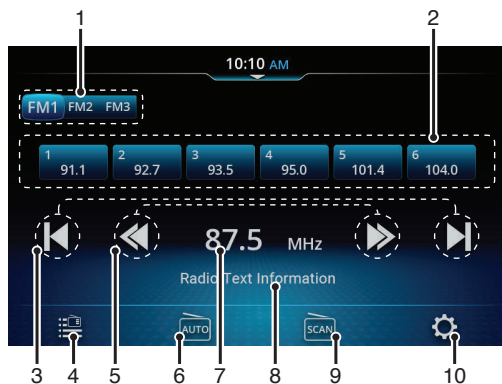 1
2
10:10 AM
FM1 FM2 FM3
1 2 3 4 5 6
91.1 92.7 93.5 95.0 101.4 104.0
87.5 MHz
Radio Text Information
AUTO SCAN
3 4 5 6 7 8 9 10